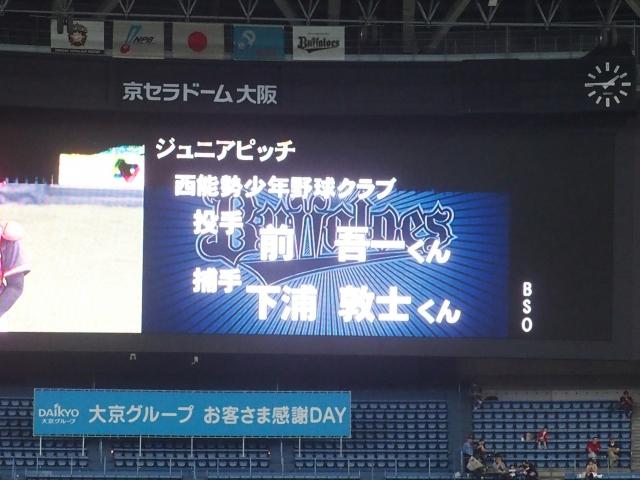 NPB
Buffaloes
京セラドーム大阪
ジュニアピッチ
西能勢少年野球クラブ
Buffaloes
投手
前 吾一くん
捕手
下浦 敦士くん
B
S
O
DAIKYO
大京グループ
大京グループ お客さま感謝DAY